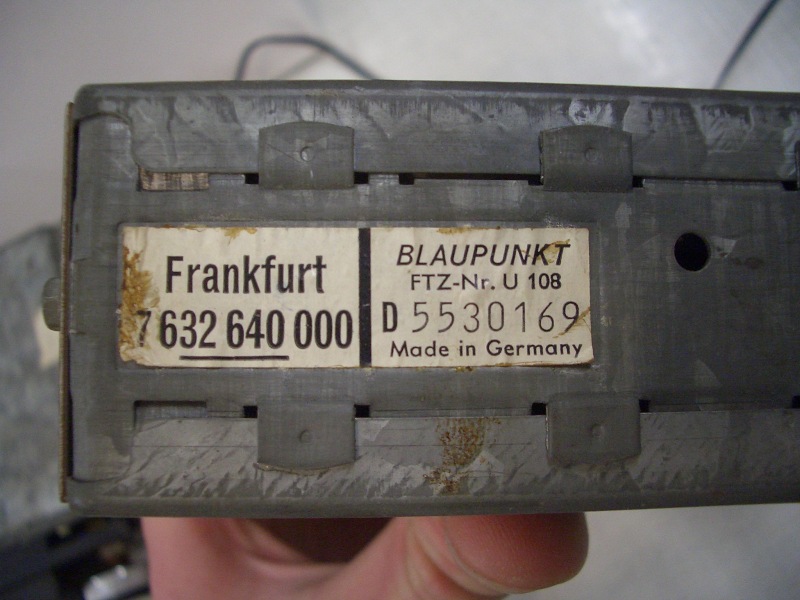 Frankfurt
7 632 640 000
BLAUPUNKT
FTZ-Nr. U 108
D 5530169
Made in Germany